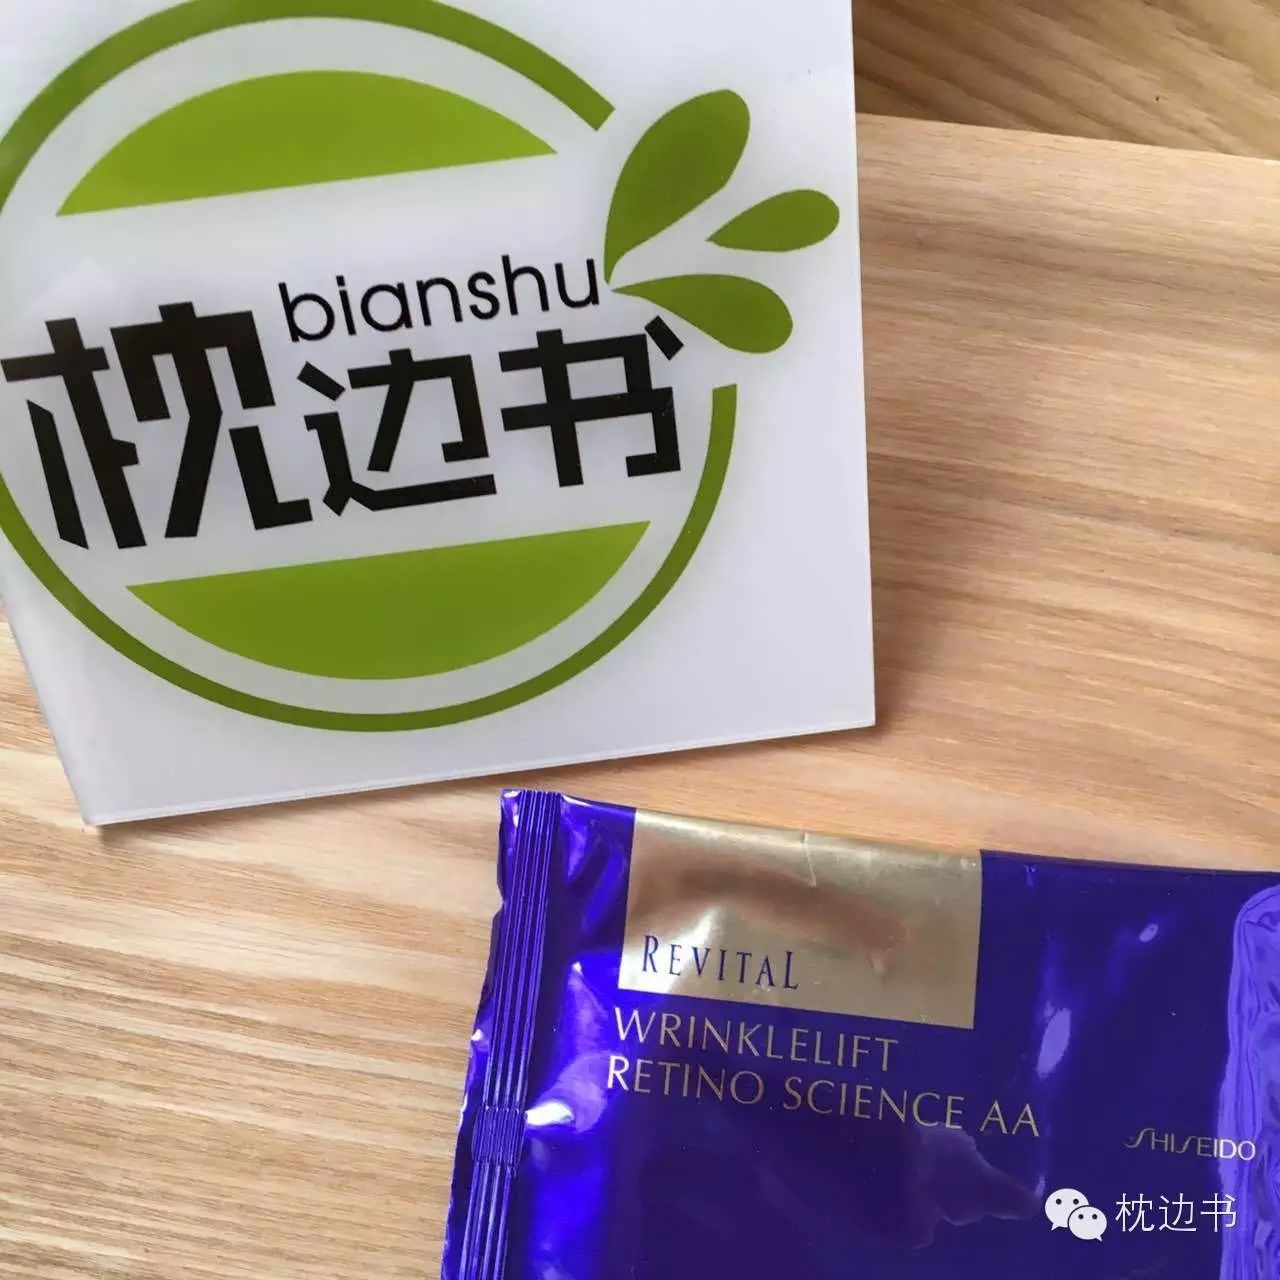 bianshu
枕边书
REVITAL
WRINKLELIFT
RETINO SCIENCE AA
SHISEIDO
枕边书